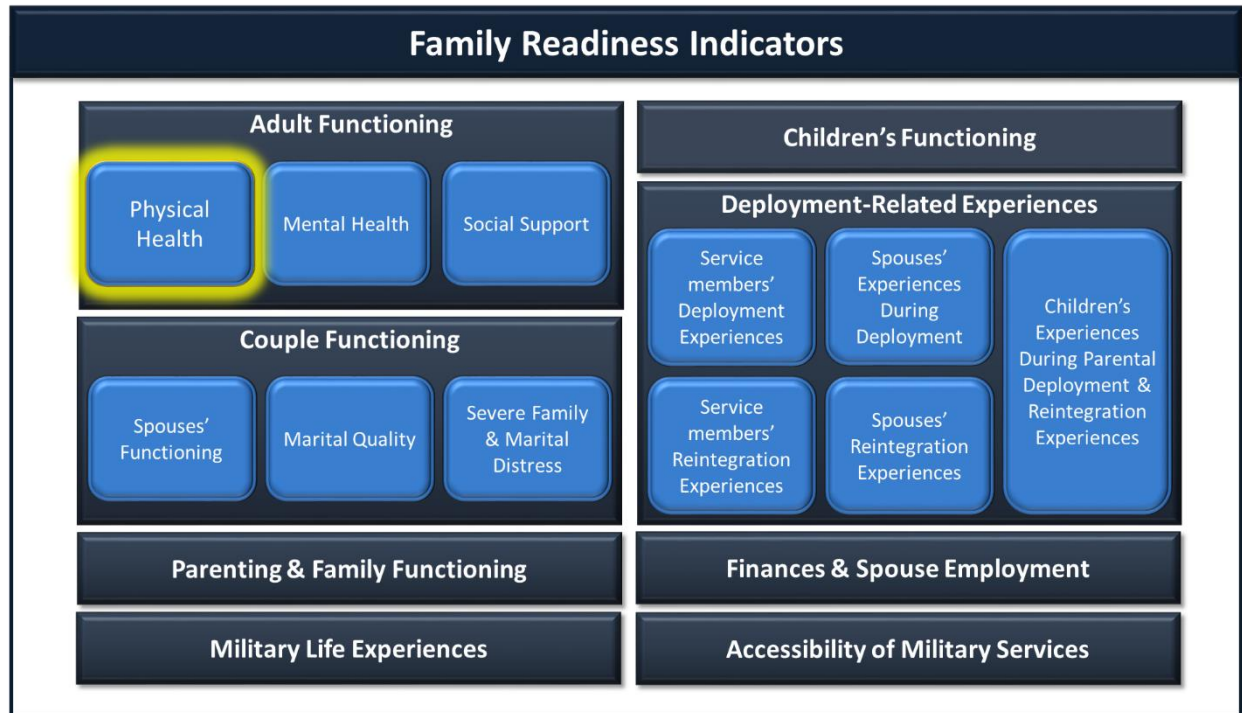 Family Readiness Indicators
Adult Functioning
Physical
Health
Mental Health
Social Support
Couple Functioning
Spouses’
Functioning
Marital Quality
Severe Family
& Marital
Distress
Parenting & Family Functioning
Military Life Experiences
Children’s Functioning
Deployment-Related Experiences
Service
members’
Deployment
Experiences
Spouses’
Experiences
During
Deployment
Children’s
Experiences
During Parental
Deployment &
Reintegration
Experiences
Service
members’
Reintegration
Experiences
Spouses’
Reintegration
Experiences
Finances & Spouse Employment
Accessibility of Military Services